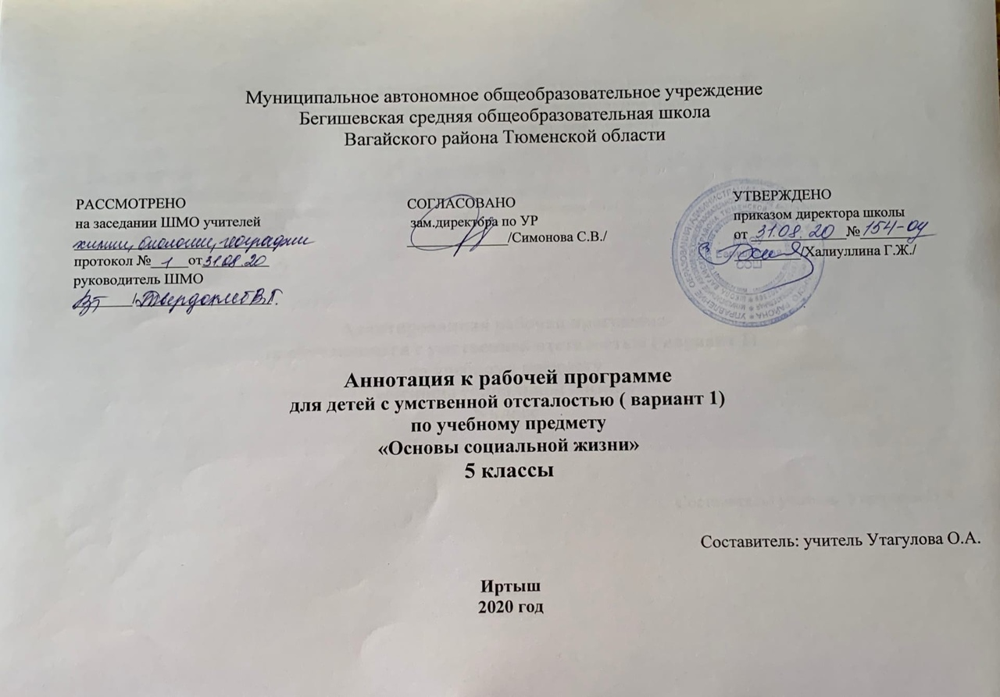 Муниципальное автономное общеобразовательное учреждение
Бегишевская средняя общеобразовательная школа
Вагайского района Тюменской области
РАССМОТРЕНО
на заседании ШМО учителей
химии, биологии, географии
протокол № 1 от 31.08.20
руководитель ШМО
/Твердохлеб В.Г.
СОГЛАСОВАНО
зам.директора по УР
/Симонова С.В./
УТВЕРЖДЕНО
приказом директора школы
от 31.08.20 № 154-ОД
/Халиуллина Г.Ж./
Аннотация к рабочей программе
для детей с умственной отсталостью ( вариант 1)
по учебному предмету
«Основы социальной жизни»
5 классы
Составитель: учитель Утагулова О.А.
Иртыш
2020 год